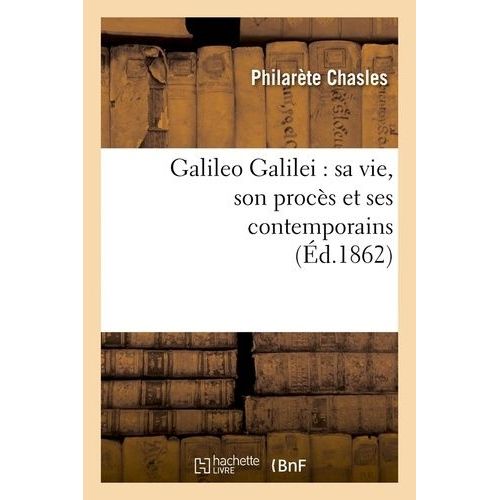 Philarète Chasles
Galileo Galilei : sa vie,
son procès et ses
contemporains
(Éd.1862)
hachette
LIVRE
{BnF